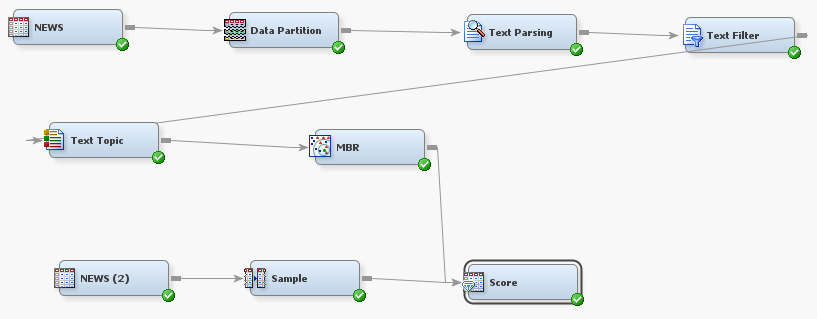 NEWS
Data Partition
Text Parsing
Text Filter
Text Topic
MBR
NEWS (2)
Sample
Score